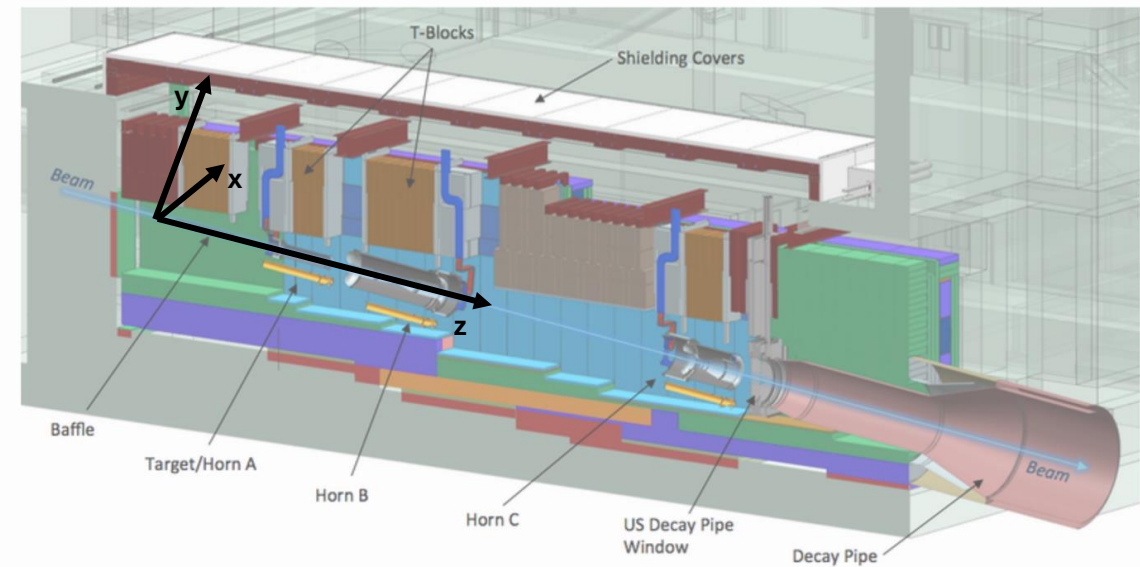 T-Blocks
Shielding Covers
y
x
Beam
z
Baffle
Target/Horn A
Horn B
Horn C
US Decay Pipe
Window
Decay Pipe
Beam